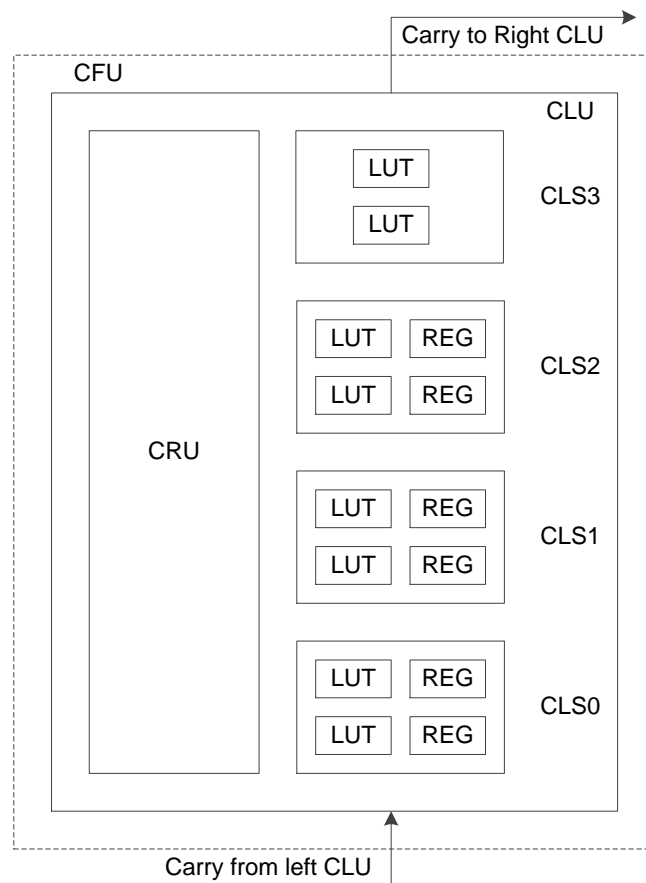 Carry to Right CLU
CFU
CLU
LUT
LUT
CLS3
LUT REG
LUT REG
CLS2
CRU
LUT REG
LUT REG
CLS1
LUT REG
LUT REG
CLS0
Carry from left CLU